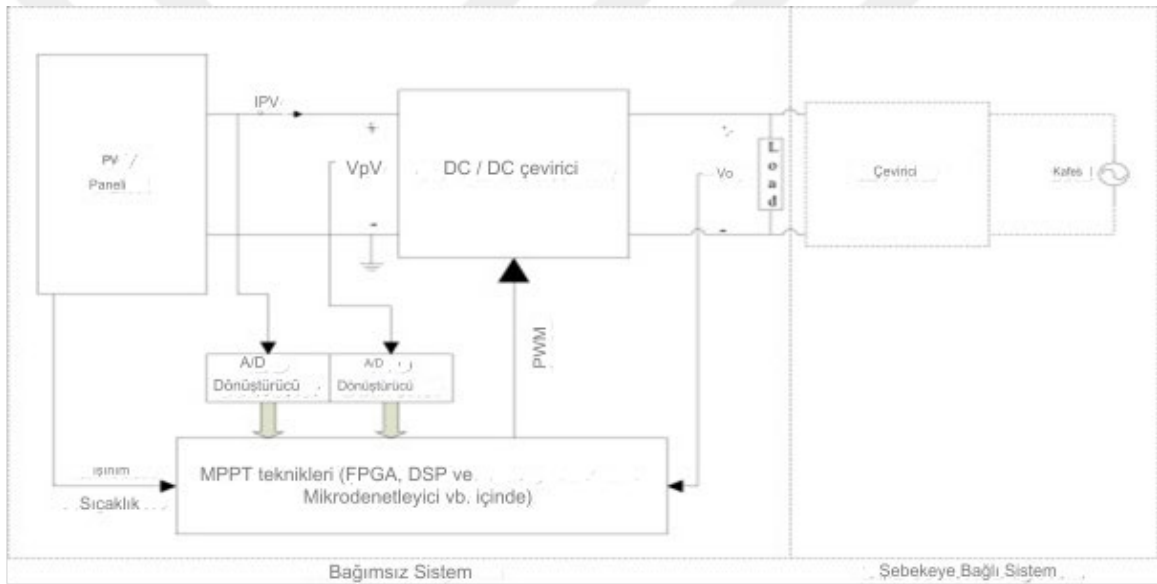 IPV
PV /
Paneli
+
VpV
-
DC / DC çevirici
Vo
-
Load
Çevirici
Kafes
A/D
Dönüştürücü
A/D
Dönüştürücü
PWM
ışınım
Sıcaklık
MPPT teknikleri (FPGA, DSP ve
Mikrodenetleyici vb. içinde)
Bağımsız Sistem
Şebekeye Bağlı Sistem